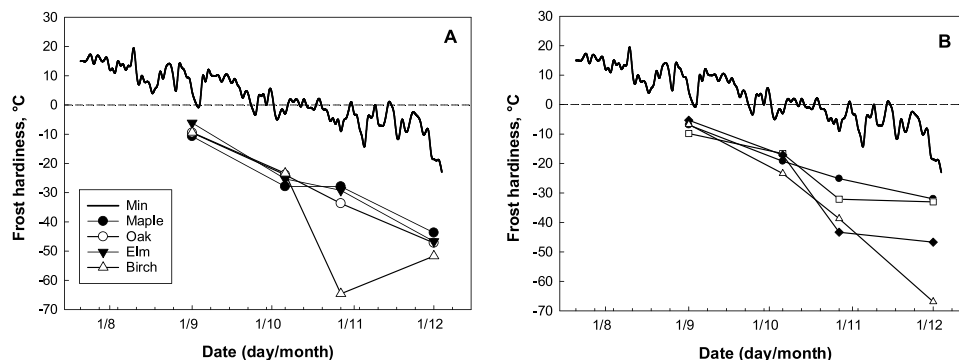 A
Frost hardiness, °C
30
20
10
0
-10
-20
-30
-40
-50
-60
-70
Min
Maple
Oak
Elm
Birch
1/8 1/9 1/10 1/11 1/12
Date (day/month)
B
Frost hardiness, °C
30
20
10
0
-10
-20
-30
-40
-50
-60
-70
1/8 1/9 1/10 1/11 1/12
Date (day/month)